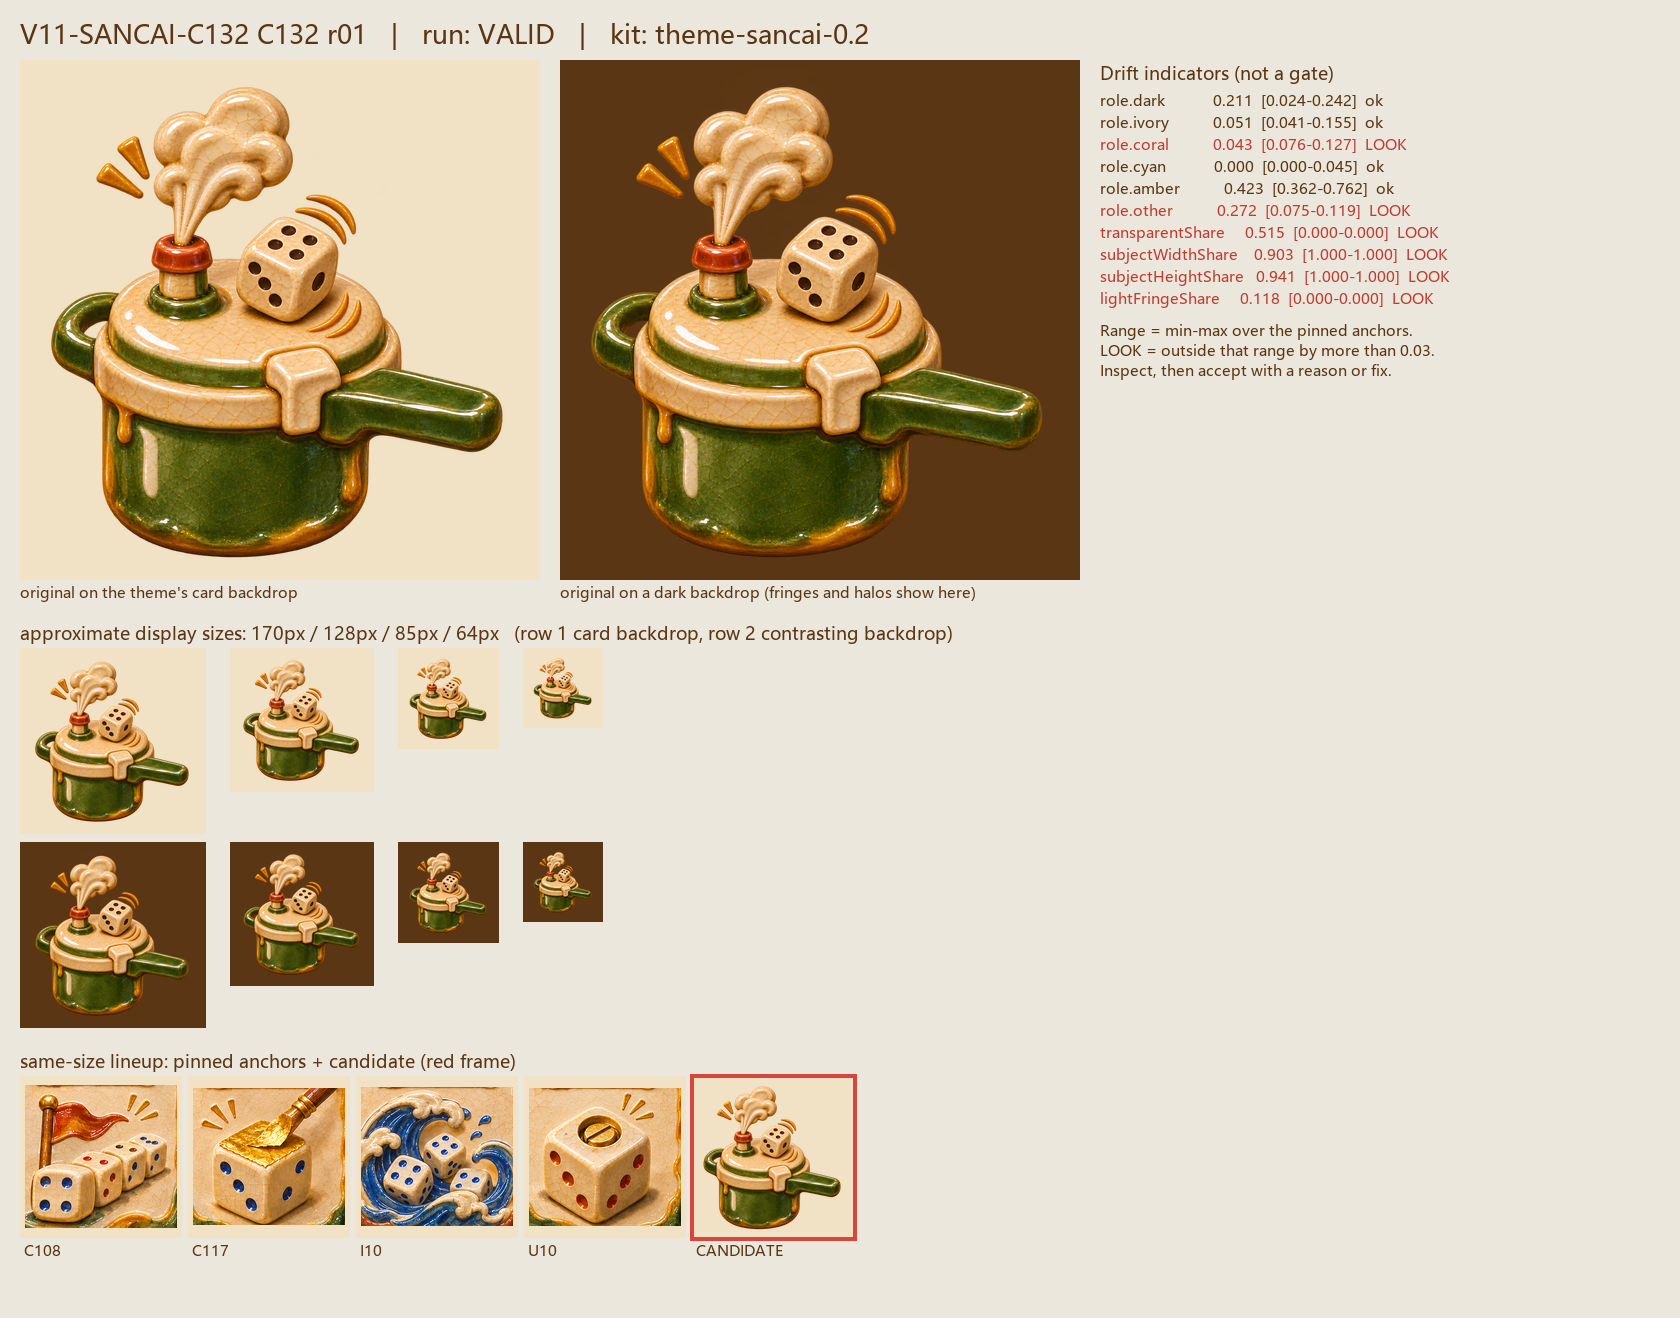 V11-SANCAI-C132 C132 r01 | run: VALID | kit: theme-sancai-0.2
Drift indicators (not a gate)
role.dark 0.211 [0.024-0.242] ok
role.ivory 0.051 [0.041-0.155] ok
role.coral 0.043 [0.076-0.127] LOOK
role.cyan 0.000 [0.000-0.045] ok
role.amber 0.423 [0.362-0.762] ok
role.other 0.272 [0.075-0.119] LOOK
transparentShare 0.515 [0.000-0.000] LOOK
subjectWidthShare 0.903 [1.000-1.000] LOOK
subjectHeightShare 0.941 [1.000-1.000] LOOK
lightFringeShare 0.118 [0.000-0.000] LOOK
Range = min-max over the pinned anchors.
LOOK = outside that range by more than 0.03.
Inspect, then accept with a reason or fix.
original on the theme's card backdrop
original on a dark backdrop (fringes and halos show here)
approximate display sizes: 170px / 128px / 85px / 64px (row 1 card backdrop, row 2 contrasting backdrop)
same-size lineup: pinned anchors + candidate (red frame)
C108
C117
I10
U10
CANDIDATE